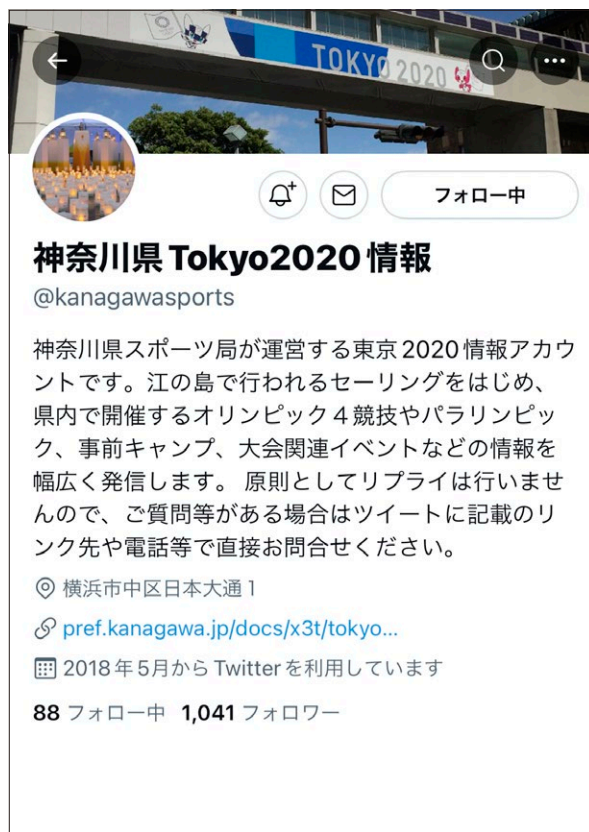 TOKYO 2020
フォロー中
神奈川県Tokyo2020情報
@kanagawasports
神奈川県スポーツ局が運営する東京2020情報アカウ
ントです。江の島で行われるセーリングをはじめ、
県内で開催するオリンピック４競技やパラリンピッ
ク、事前キャンプ、大会関連イベントなどの情報を
幅広く発信します。 原則としてリプライは行いませ
んので、ご質問等がある場合はツイートに記載のリ
ンク先や電話等で直接お問合せください。
横浜市中区日本大通1
pref.kanagawa.jp/docs/x3t/tokyo...
2018年5月からTwitterを利用しています
88 フォロー中 1,041 フォロワー